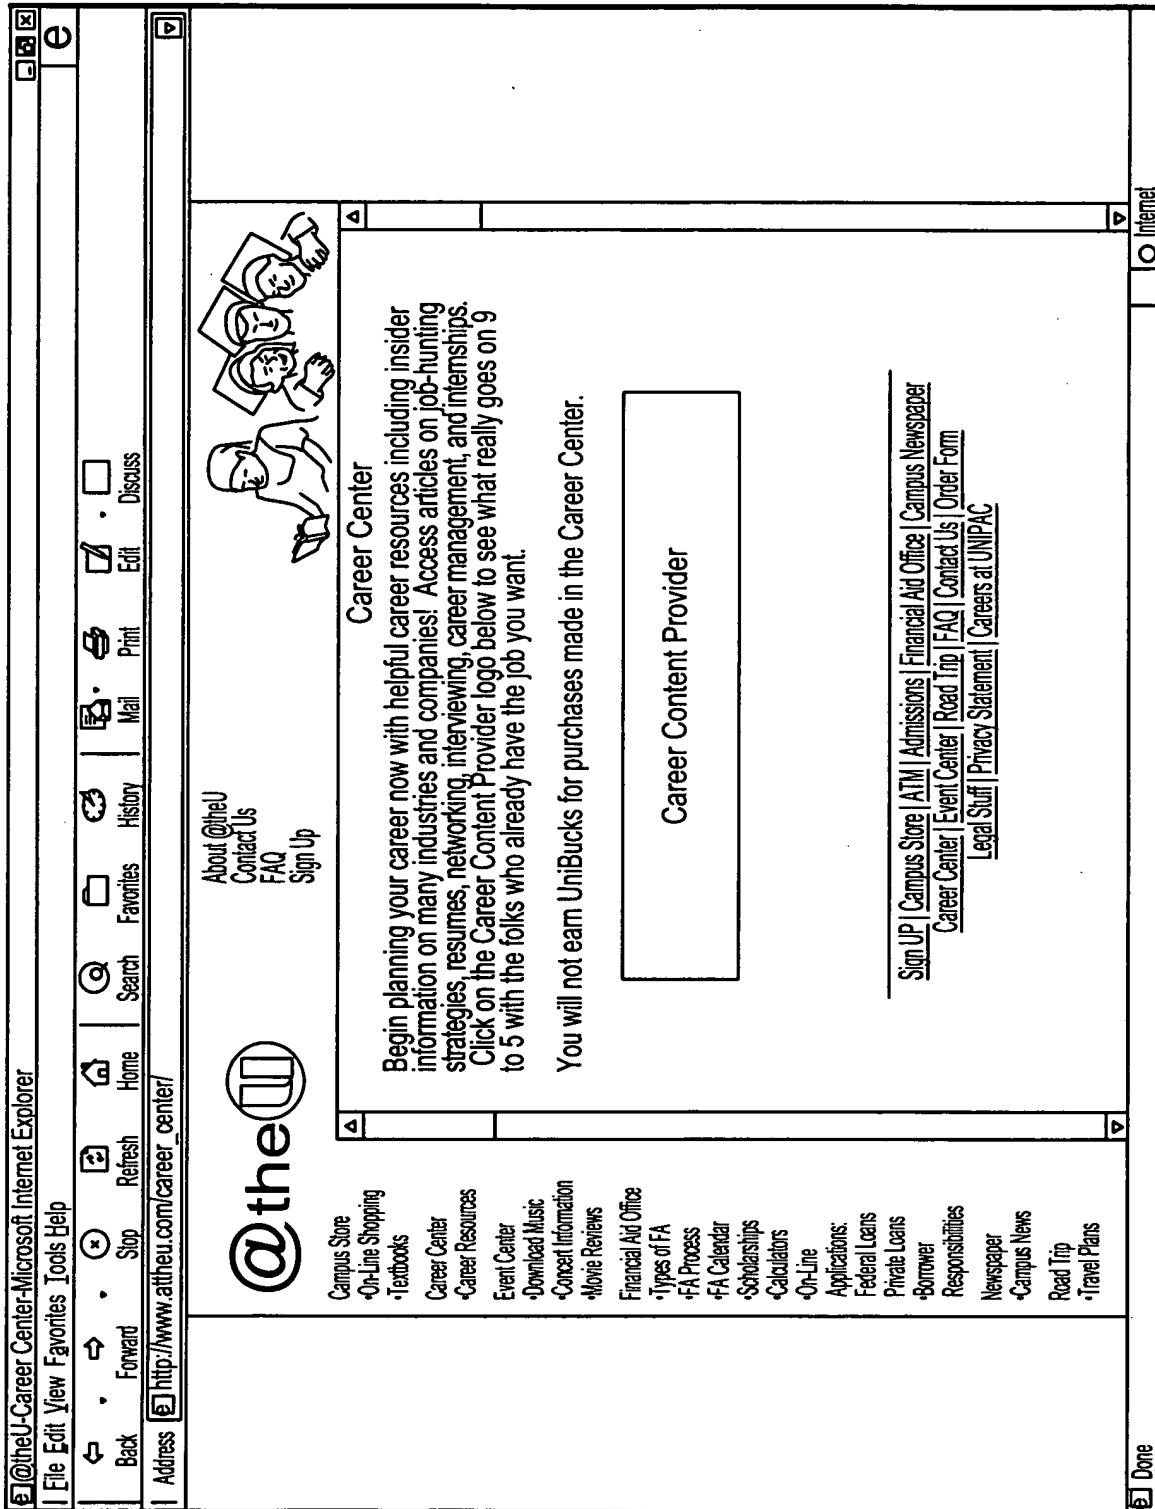 @theU-Career Center-Microsoft Internet Explorer
File Edit View Favorites Tools Help
Back Forward Stop Refresh Home Search Favorites History Mail Print Edit Discuss
Address http://www.attheu.com/career_center/
@theU
About @theU
Contact Us
FAQ
Sign Up
Campus Store
•On-Line Shopping
•Textbooks
Career Center
•Career Resources
Event Center
•Download Music
•Concert Information
•Movie Reviews
Financial Aid Office
•Types of FA
•FA Process
•FA Calendar
•Scholarships
•Calculators
•On-Line
Applications:
Federal Loans
Private Loans
•Borrower
Responsibilities
Newspaper
•Campus News
Road Trip
•Travel Plans
Career Center
Begin planning your career now with helpful career resources including insider
information on many industries and companies! Access articles on job-hunting
strategies, resumes, networking, interviewing, career management, and internships.
Click on the Career Content Provider logo below to see what really goes on 9
to 5 with the folks who already have the job you want.
You will not earn UniBucks for purchases made in the Career Center.
Career Content Provider
Sign UP | Campus Store | ATM | Admissions | Financial Aid Office | Campus Newspaper
Career Center | Event Center | Road Trip | FAQ | Contact Us | Order Form
Legal Stuff | Privacy Statement | Careers at UNIPAC
Done
Internet